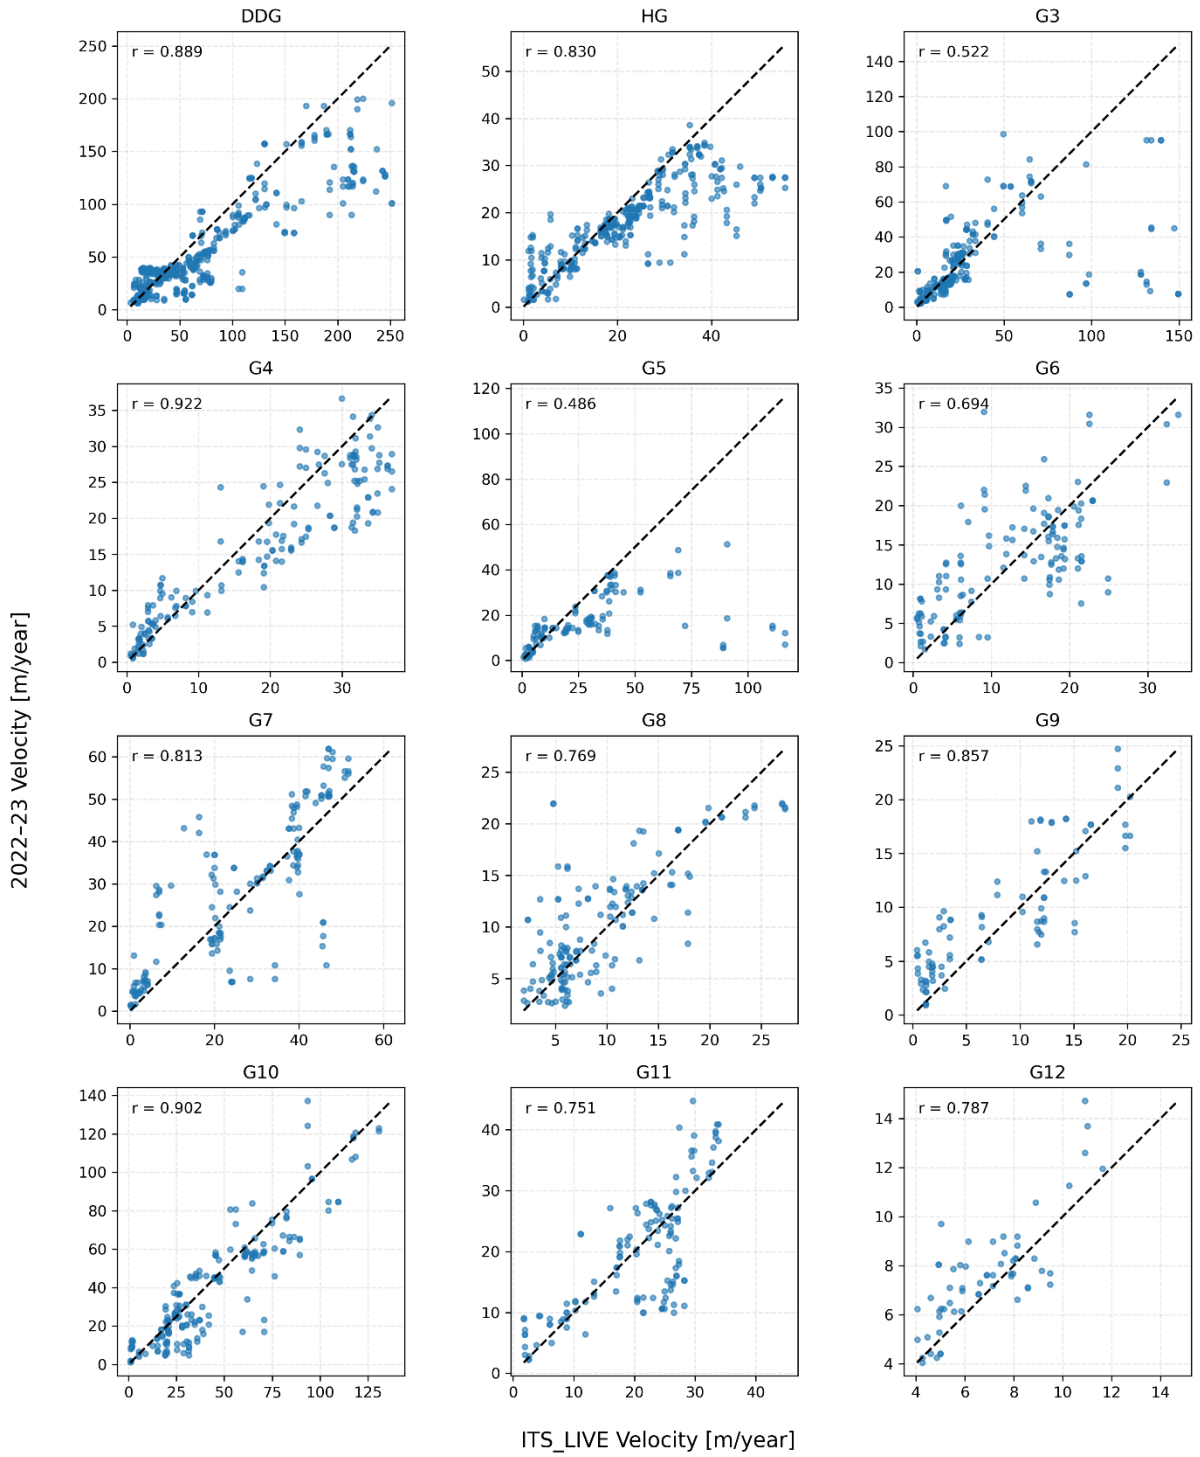 DDG
HG
G3
r = 0.889
r = 0.830
r = 0.522
250
200
150
100
50
0
0 50 100 150 200 250
50
40
30
20
10
0
0 20 40
140
120
100
80
60
40
20
0
0 50 100 150
G4
G5
G6
r = 0.922
r = 0.486
r = 0.694
35
30
25
20
15
10
5
0
0 10 20 30
120
100
80
60
40
20
0
0 25 50 75 100
35
30
25
20
15
10
5
0
0 10 20 30
2022–23 Velocity [m/year]
G7
G8
G9
r = 0.813
r = 0.769
r = 0.857
60
50
40
30
20
10
0
0 20 40 60
25
20
15
10
5
5 10 15 20 25
25
20
15
10
5
0
0 5 10 15 20 25
G10
G11
G12
r = 0.902
r = 0.751
r = 0.787
140
120
100
80
60
40
20
0
0 25 50 75 100 125
40
30
20
10
0
0 10 20 30 40
14
12
10
8
6
4
4 6 8 10 12 14
ITS_LIVE Velocity [m/year]